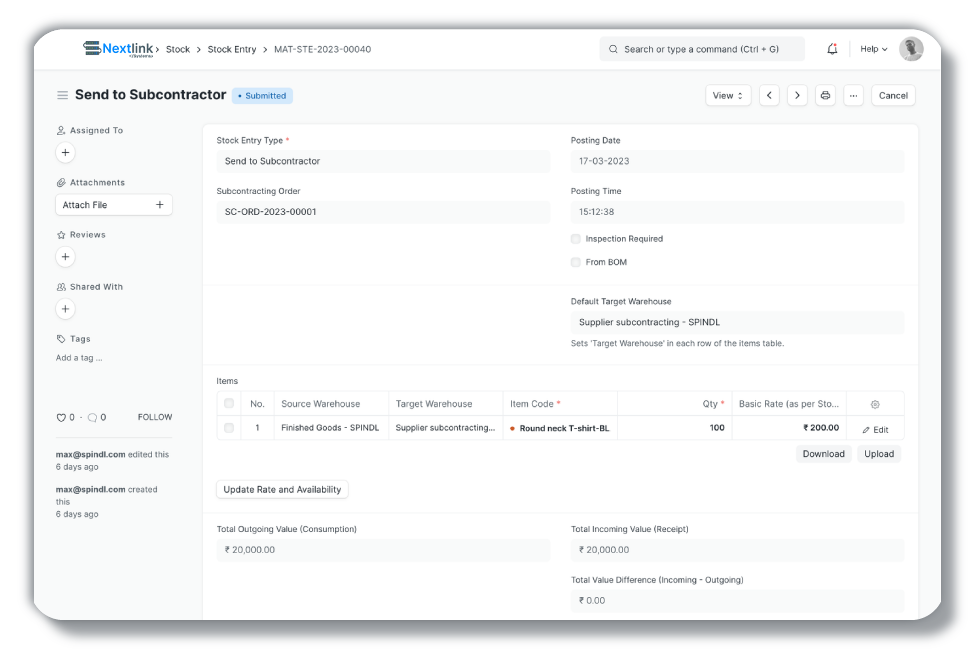 Nextlink › Stock › Stock Entry › MAT-STE-2023-00040
Search or type a command (Ctrl + G)
Help
Send to Subcontractor
• Submitted
View
...
Cancel
Assigned To
+
Attachments
Attach File +
Reviews
+
Shared With
+
Tags
Add a tag ...
0 · 0 FOLLOW
max@spindl.com edited this
6 days ago
max@spindl.com created
this
6 days ago
Stock Entry Type *
Send to Subcontractor
Posting Date
17-03-2023
Subcontracting Order
SC-ORD-2023-00001
Posting Time
15:12:38
Inspection Required
From BOM
Default Target Warehouse
Supplier subcontracting - SPINDL
Sets 'Target Warehouse' in each row of the items table.
Items
No. Source Warehouse Target Warehouse Item Code * Qty * Basic Rate (as per Sto...
1 Finished Goods - SPINDL Supplier subcontracting... Round neck T-shirt-BL 100 ₹ 200.00 Edit
Download Upload
Update Rate and Availability
Total Outgoing Value (Consumption)
₹ 20,000.00
Total Incoming Value (Receipt)
₹ 20,000.00
Total Value Difference (Incoming - Outgoing)
₹ 0.00